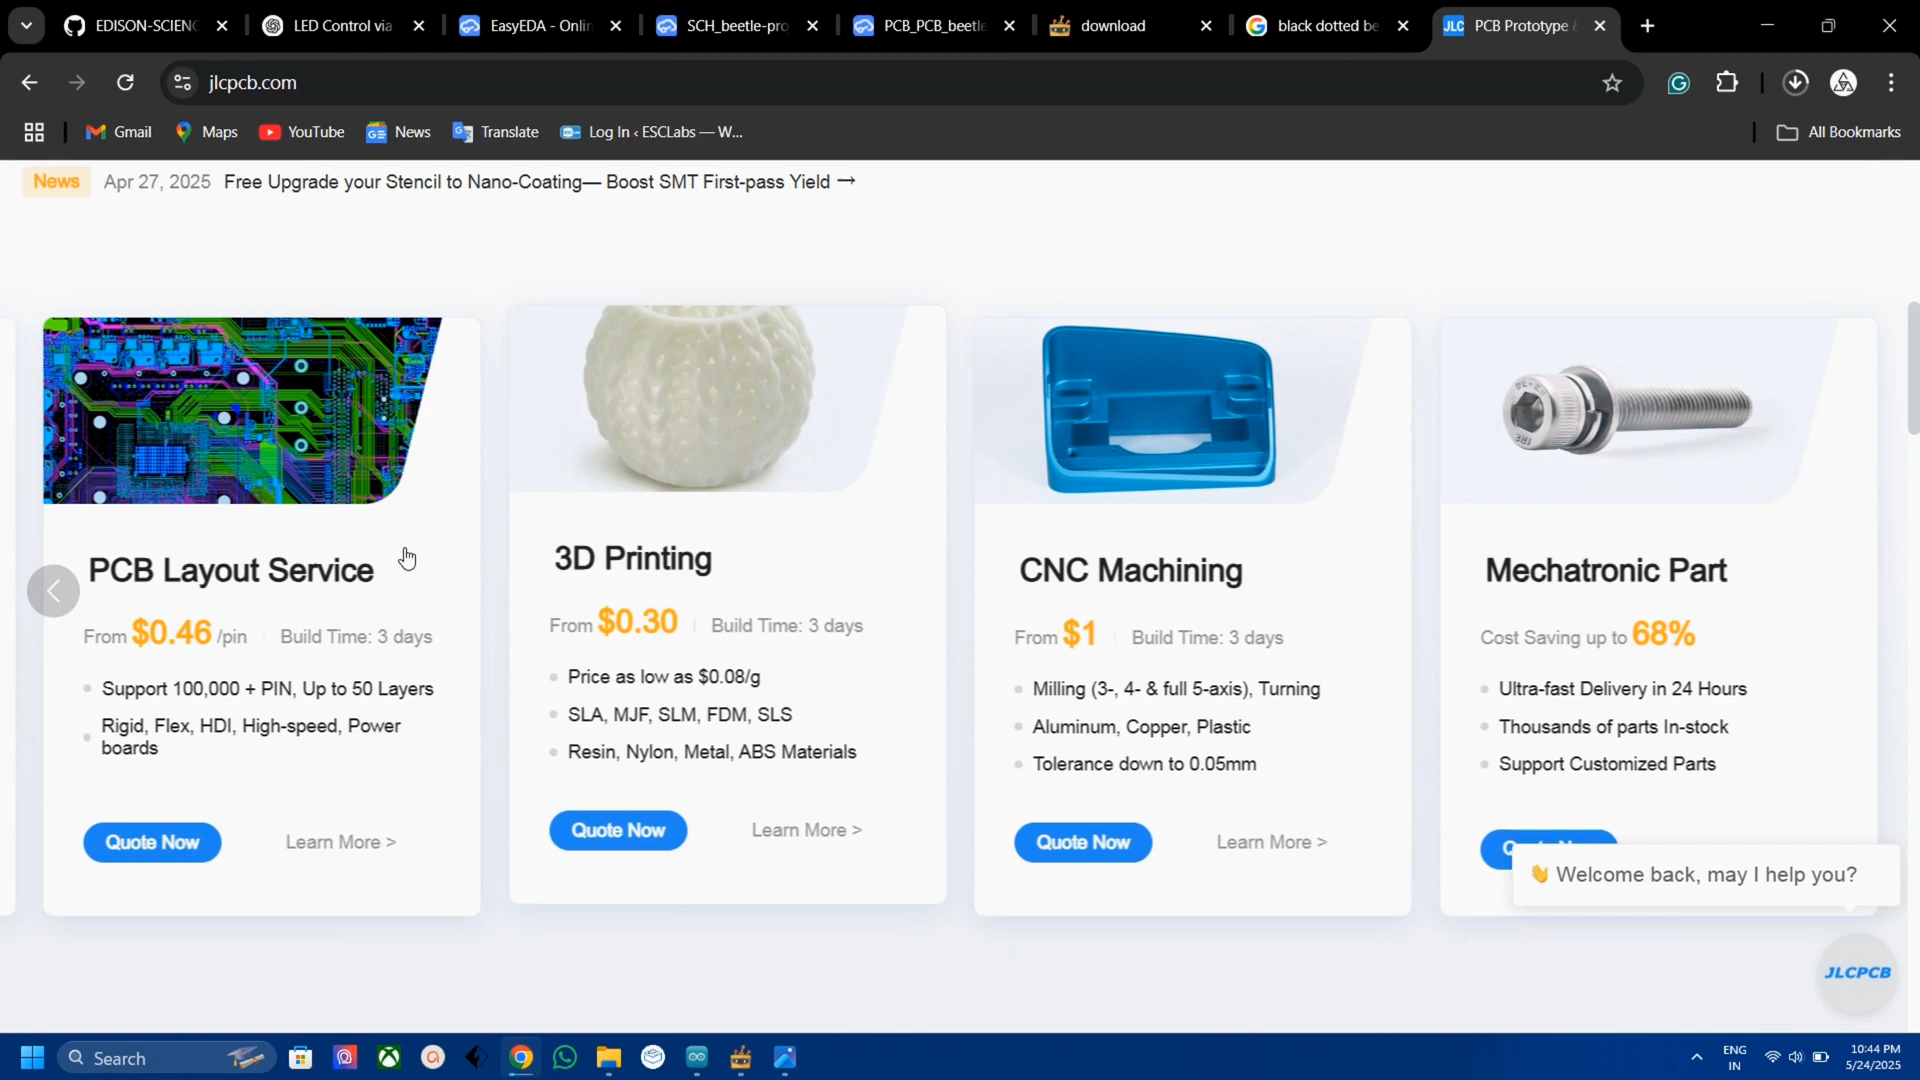 EDISON-SCIENC
LED Control via
EasyEDA - Onlin
SCH_beetle-pro
PCB_PCB_beetle
download
black dotted be
JLC PCB Prototype &
jlcpcb.com
Gmail
Maps
YouTube
News
Translate
Log In ‹ ESCLabs — W...
All Bookmarks
News Apr 27, 2025 Free Upgrade your Stencil to Nano-Coating— Boost SMT First-pass Yield →
PCB Layout Service
From $0.46 /pin Build Time: 3 days
Support 100,000 + PIN, Up to 50 Layers
Rigid, Flex, HDI, High-speed, Power
boards
Quote Now Learn More >
3D Printing
From $0.30 Build Time: 3 days
Price as low as $0.08/g
SLA, MJF, SLM, FDM, SLS
Resin, Nylon, Metal, ABS Materials
Quote Now Learn More >
CNC Machining
From $1 Build Time: 3 days
Milling (3-, 4- & full 5-axis), Turning
Aluminum, Copper, Plastic
Tolerance down to 0.05mm
Quote Now Learn More >
Mechatronic Part
Cost Saving up to 68%
Ultra-fast Delivery in 24 Hours
Thousands of parts In-stock
Support Customized Parts
👋 Welcome back, may I help you?
JLCPCB
Search
ENG
IN
10:44 PM
5/24/2025